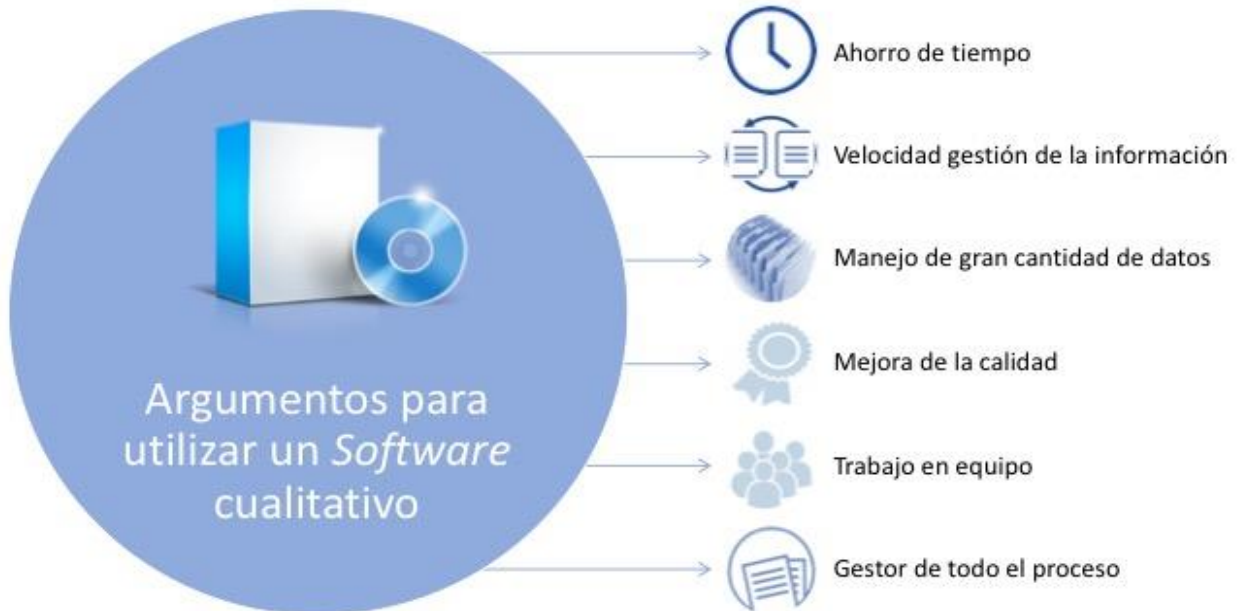 Argumentos para
utilizar un Software
cualitativo
Ahorro de tiempo
Velocidad gestión de la información
Manejo de gran cantidad de datos
Mejora de la calidad
Trabajo en equipo
Gestor de todo el proceso